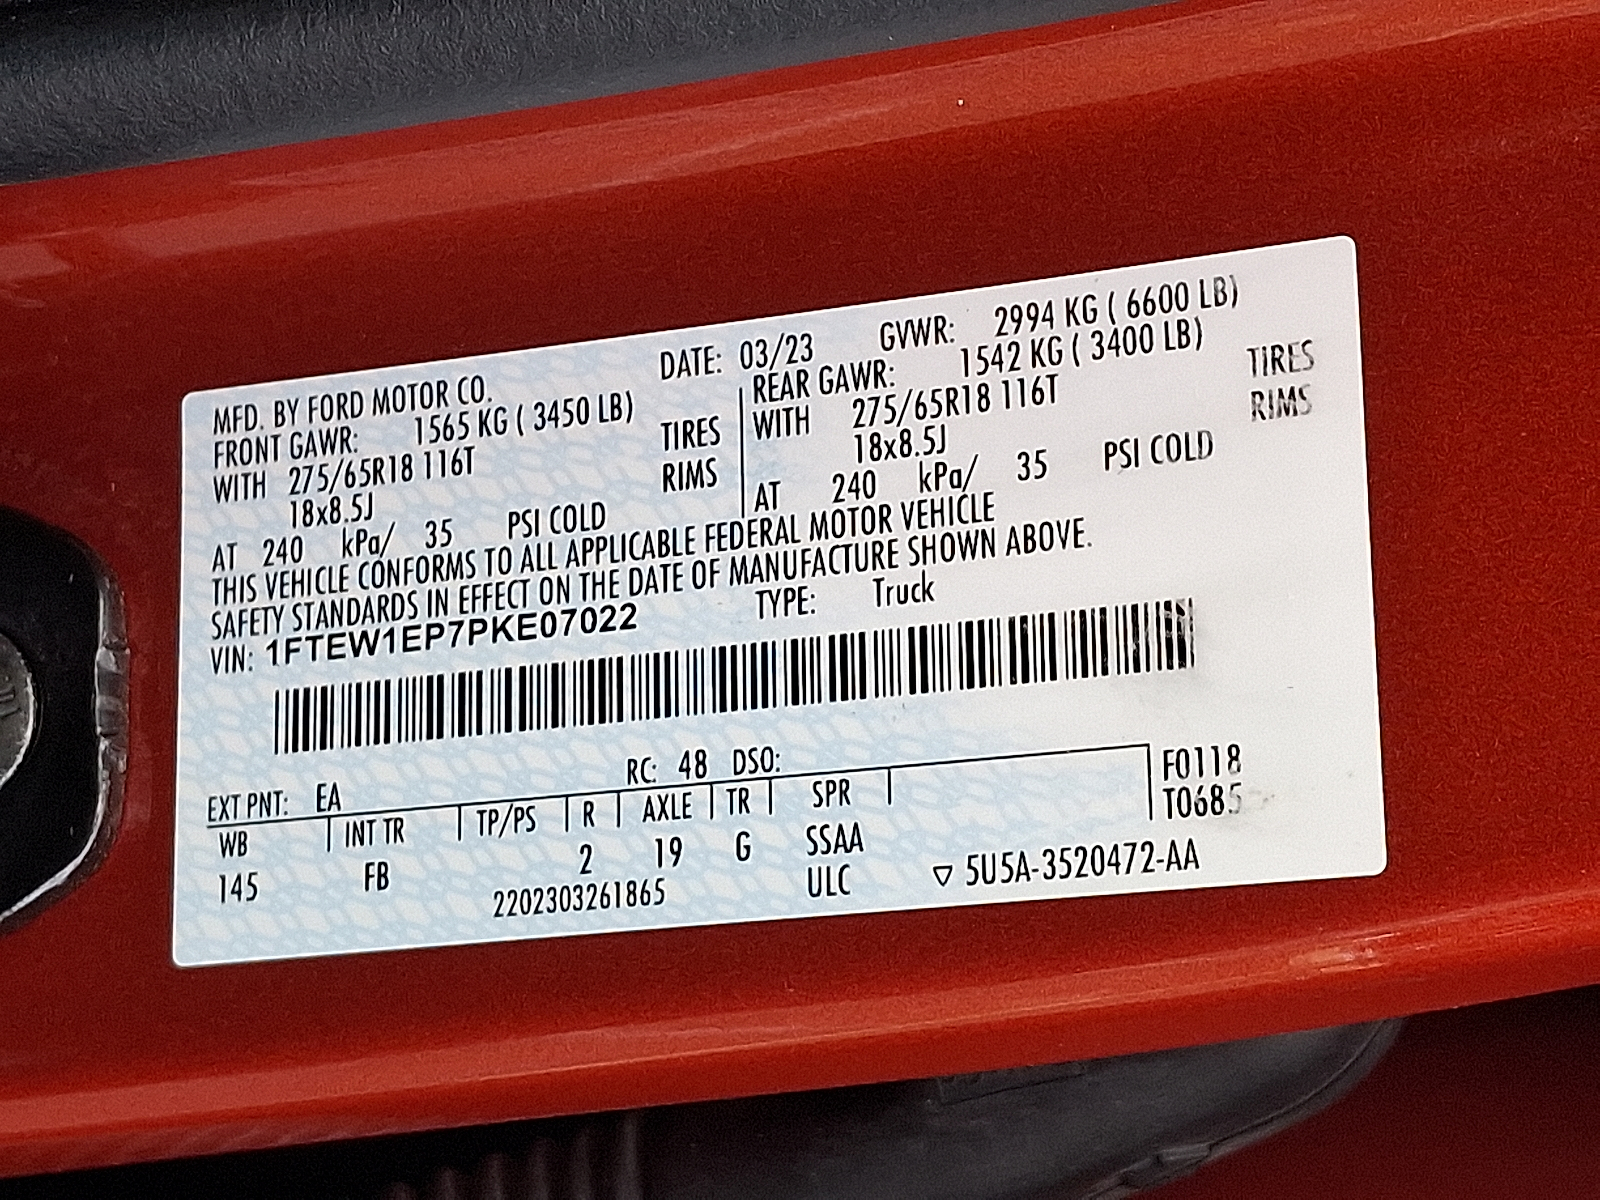 MFD. BY FORD MOTOR CO. DATE: 03/23 GVWR: 2994 KG ( 6600 LB)
FRONT GAWR: 1565 KG ( 3450 LB) REAR GAWR: 1542 KG ( 3400 LB)
WITH 275/65R18 116T TIRES WITH 275/65R18 116T TIRES
18x8.5J RIMS 18x8.5J RIMS
AT 240 kPa/ 35 PSI COLD AT 240 kPa/ 35 PSI COLD
THIS VEHICLE CONFORMS TO ALL APPLICABLE FEDERAL MOTOR VEHICLE
SAFETY STANDARDS IN EFFECT ON THE DATE OF MANUFACTURE SHOWN ABOVE.
VIN: 1FTEW1EP7PKE07022 TYPE: Truck
EXT PNT: EA RC: 48 DSO: F0118
WB INT TR TP/PS R AXLE TR SPR T0685
145 FB 2 19 G SSAA
2202303261865 ULC ▽ 5U5A-3520472-AA